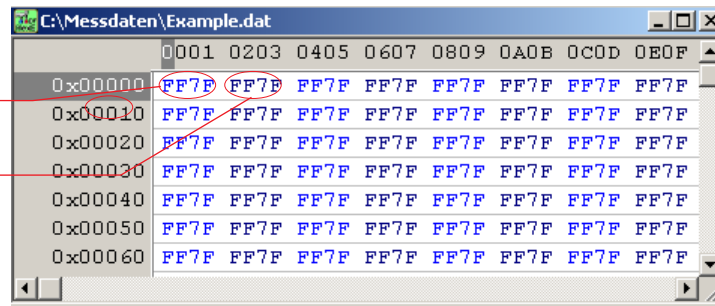 C:\Messdaten\Example.dat
0001 0203 0405 0607 0809 0A0B 0C0D 0E0F
0x00000 FF7F FF7F FF7F FF7F FF7F FF7F FF7F FF7F
0x00010 FF7F FF7F FF7F FF7F FF7F FF7F FF7F FF7F
0x00020 FF7F FF7F FF7F FF7F FF7F FF7F FF7F FF7F
0x00030 FF7F FF7F FF7F FF7F FF7F FF7F FF7F FF7F
0x00040 FF7F FF7F FF7F FF7F FF7F FF7F FF7F FF7F
0x00050 FF7F FF7F FF7F FF7F FF7F FF7F FF7F FF7F
0x00060 FF7F FF7F FF7F FF7F FF7F FF7F FF7F FF7F